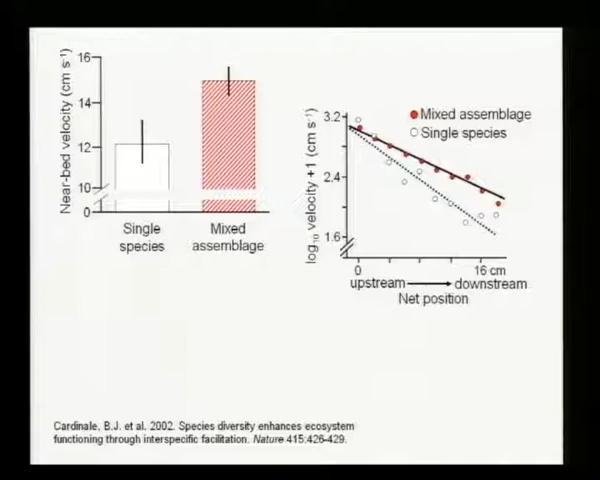 Near-bed velocity (cm s⁻¹)
16
14
12
10
0
Single
species
Mixed
assemblage
log₁₀ velocity +1 (cm s⁻¹)
3.2
2.4
1.6
Mixed assemblage
Single species
0
16 cm
upstream
downstream
Net position
Cardinale, B.J. et al. 2002. Species diversity enhances ecosystem
functioning through interspecific facilitation. Nature 415:426-429.